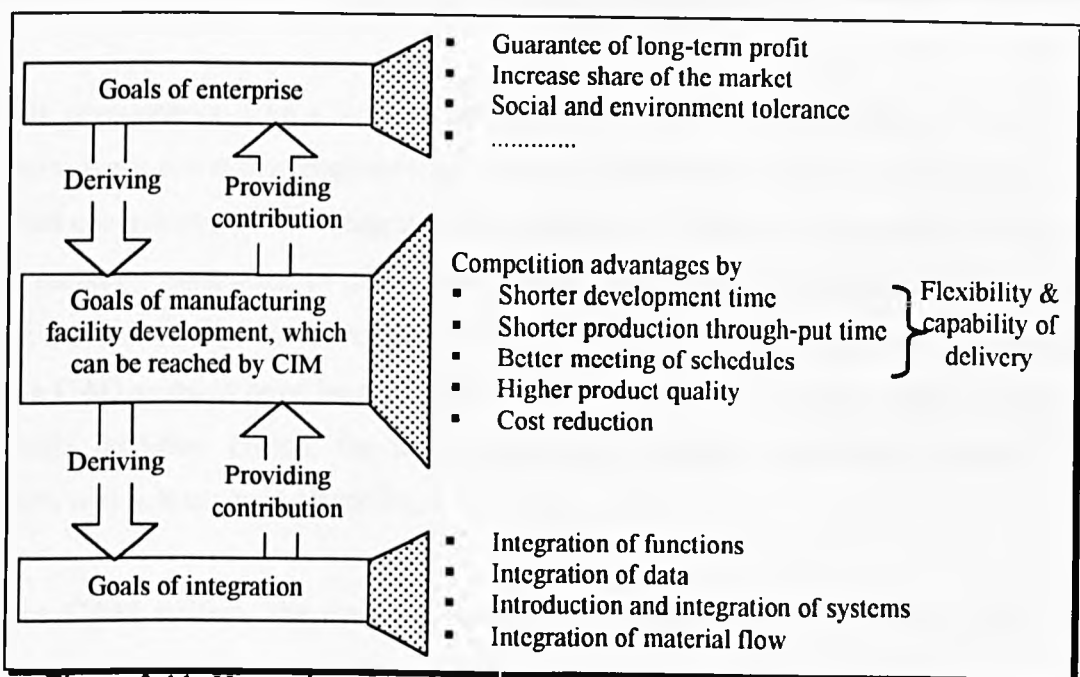 Goals of enterprise
▪ Guarantee of long-term profit
▪ Increase share of the market
▪ Social and environment tolerance
▪ .............
Deriving
Providing
contribution
Goals of manufacturing
facility development, which
can be reached by CIM
Competition advantages by
▪ Shorter development time
▪ Shorter production through-put time
▪ Better meeting of schedules
▪ Higher product quality
▪ Cost reduction
Flexibility &
capability of
delivery
Deriving
Providing
contribution
Goals of integration
▪ Integration of functions
▪ Integration of data
▪ Introduction and integration of systems
▪ Integration of material flow